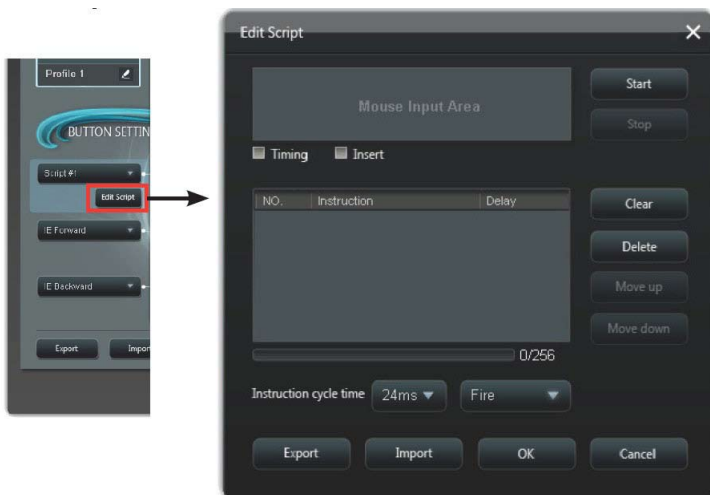 Profile 1
BUTTON SETTIN
Script #1
Edit Script
IE Forward
IE Backward
Export Impor
Edit Script
Mouse Input Area
Start
Stop
Timing Insert
NO. Instruction Delay
Clear
Delete
Move up
Move down
0/256
Instruction cycle time 24ms Fire
Export Import OK Cancel